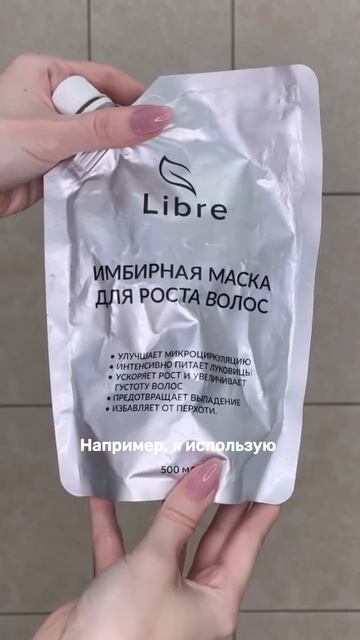 Libre
ИМБИРНАЯ МАСКА
ДЛЯ РОСТА ВОЛОС
• УЛУЧШАЕТ МИКРОЦИРКУЛЯЦИЮ
• ИНТЕНСИВНО ПИТАЕТ ЛУКОВИЦЫ
• УСКОРЯЕТ РОСТ И УВЕЛИЧИВАЕТ
ГУСТОТУ ВОЛОС
• ПРЕДОТВРАЩАЕТ ВЫПАДЕНИЕ
• ИЗБАВЛЯЕТ ОТ ПЕРХОТИ.
Например, я использую
500